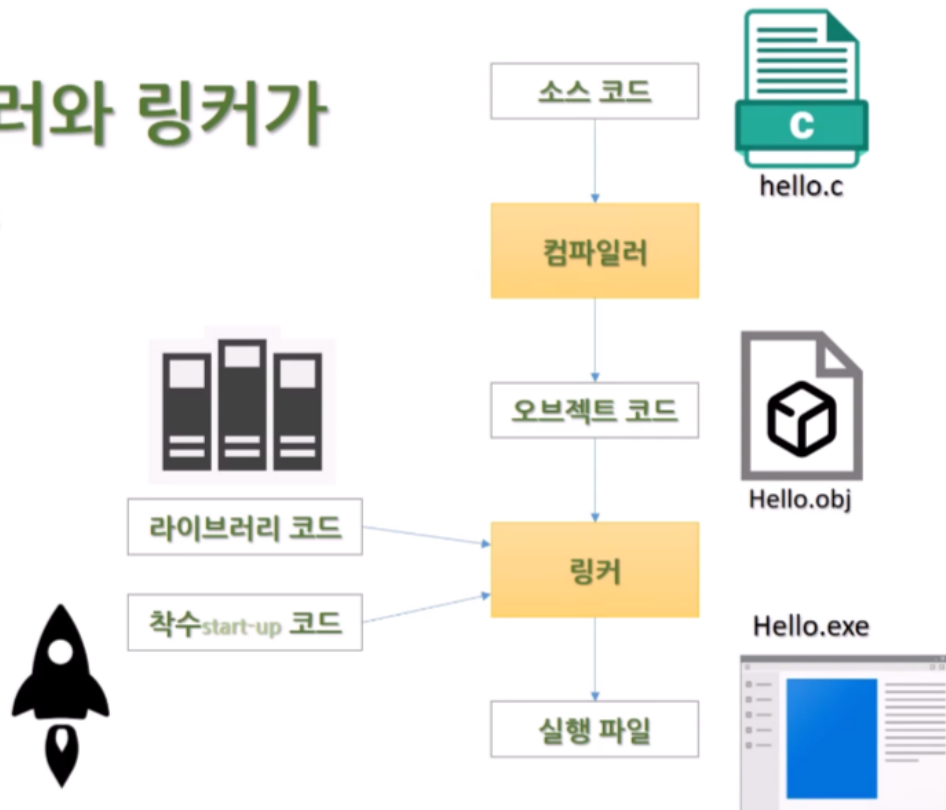 러와 링커가
소스 코드
C
hello.c
컴파일러
오브젝트 코드
Hello.obj
라이브러리 코드
링커
착수start-up 코드
Hello.exe
실행 파일